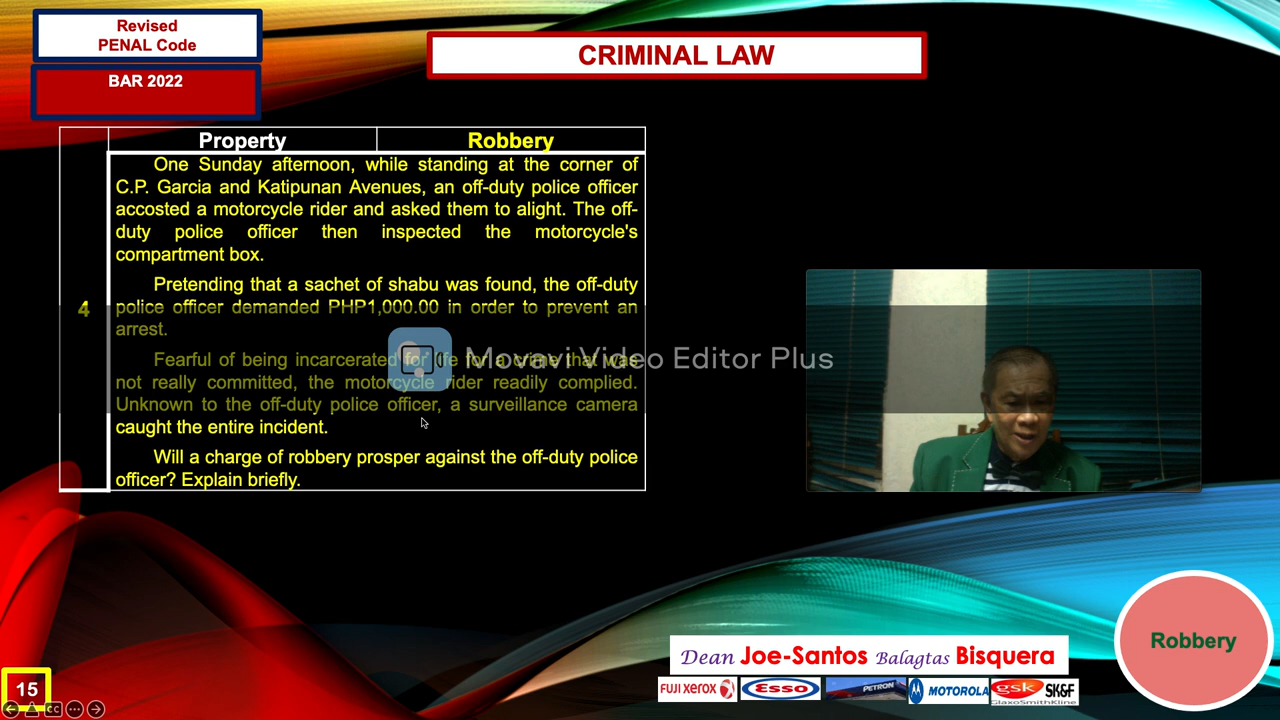 Revised
PENAL Code
BAR 2022
CRIMINAL LAW
Property
Robbery
4
One Sunday afternoon, while standing at the corner of
C.P. Garcia and Katipunan Avenues, an off-duty police officer
accosted a motorcycle rider and asked them to alight. The off-
duty police officer then inspected the motorcycle's
compartment box.
Pretending that a sachet of shabu was found, the off-duty
police officer demanded PHP1,000.00 in order to prevent an
arrest.
Fearful of being incarcerated for life for a crime that was
not really committed, the motorcycle rider readily complied.
Unknown to the off-duty police officer, a surveillance camera
caught the entire incident.
Will a charge of robbery prosper against the off-duty police
officer? Explain briefly.
Movavi Video Editor Plus
Robbery
Dean Joe-Santos Balagtas Bisquera
FUJI XEROX
Esso
PETRON
MOTOROLA
gsk
SK&F
GlaxoSmithKline
15
CC